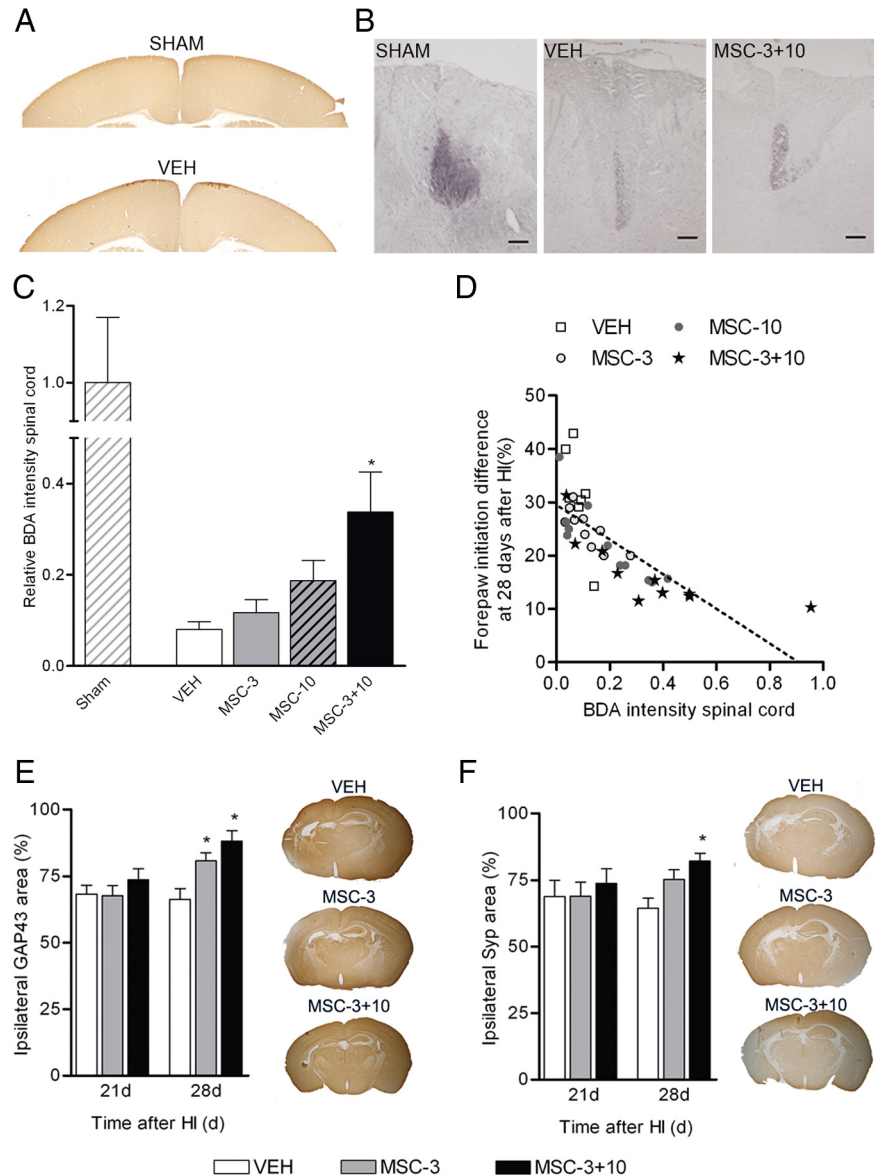 A
SHAM
VEH
B
SHAM
VEH
MSC-3+10
C
Relative BDA intensity spinal cord
1.2
1.0
0.4
0.2
0.0
Sham
VEH
MSC-3
MSC-10
MSC-3+10
*
D
VEH
MSC-10
MSC-3
MSC-3+10
Forepaw initiation difference
at 28 days after HI(%)
50
40
30
20
10
0
0.0 0.2 0.4 0.6 0.8 1.0
BDA intensity spinal cord
E
Ipsilateral GAP43 area (%)
100
75
50
25
0
* *
21d 28d
Time after HI (d)
VEH
MSC-3
MSC-3+10
F
Ipsilateral Syp area (%)
100
75
50
25
0
*
21d 28d
Time after HI (d)
VEH
MSC-3
MSC-3+10
VEH MSC-3 MSC-3+10